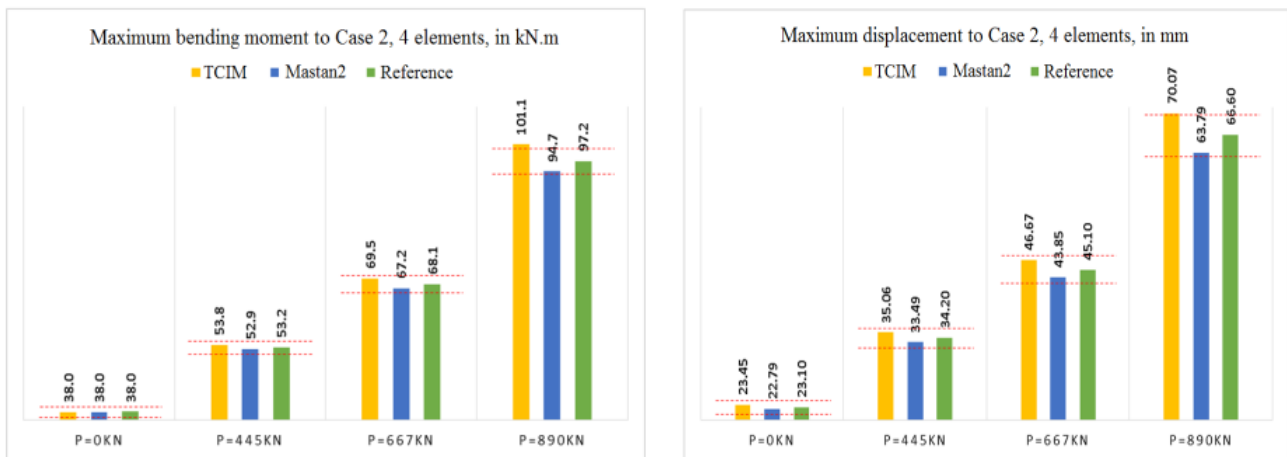 Maximum bending moment to Case 2, 4 elements, in kN.m
TCIM Mastan2 Reference
38.0 38.0 38.0
53.8 52.9 53.2
69.5 67.2 68.1
101.1 94.7 97.2
P=0KN P=445KN P=667KN P=890KN
Maximum displacement to Case 2, 4 elements, in mm
TCIM Mastan2 Reference
23.45 22.79 23.10
35.06 33.49 34.20
46.67 43.85 45.10
70.07 63.79 66.60
P=0KN P=445KN P=667KN P=890KN